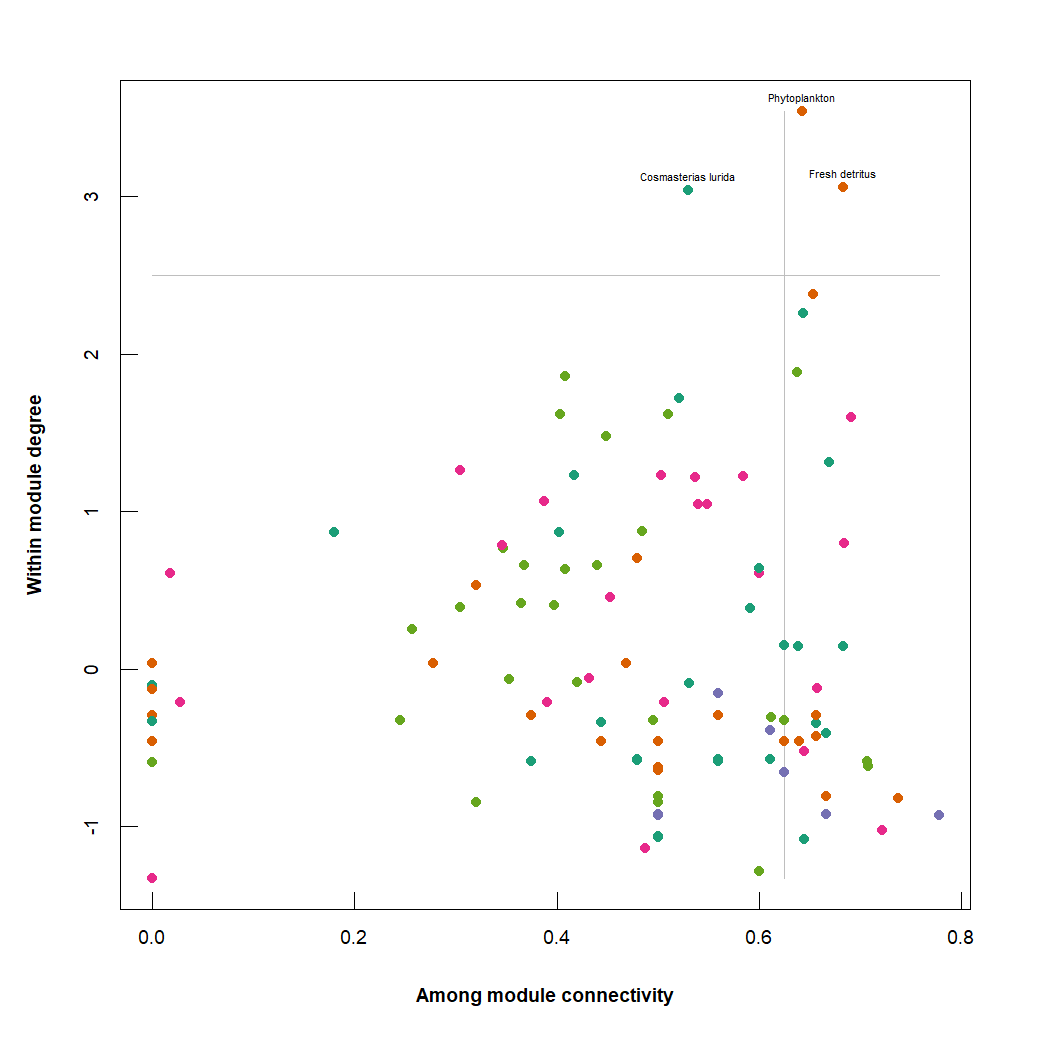 Phytoplankton
Fresh detritus
Cosmasterias lurida
3
2
1
0
-1
Within module degree
0.0 0.2 0.4 0.6 0.8
Among module connectivity